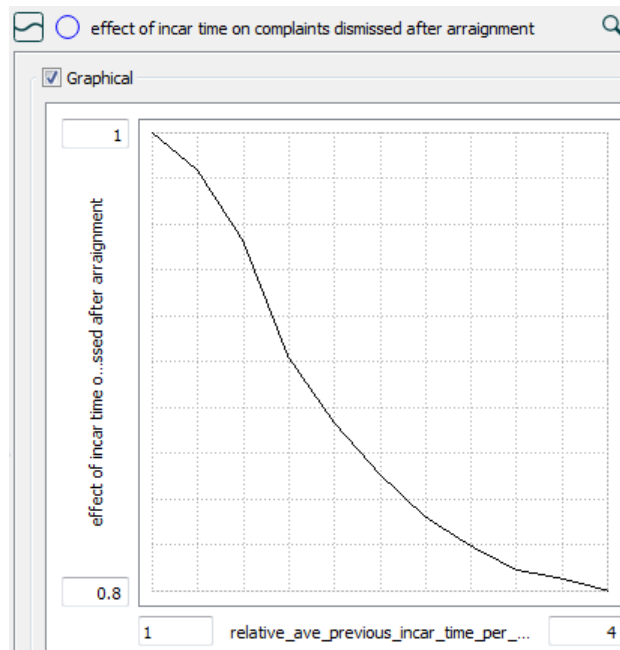 effect of incar time on complaints dismissed after arraignment
Graphical
1
effect of incar time o...ssed after arraignment
0.8
1 relative_ave_previous_incar_time_per_... 4